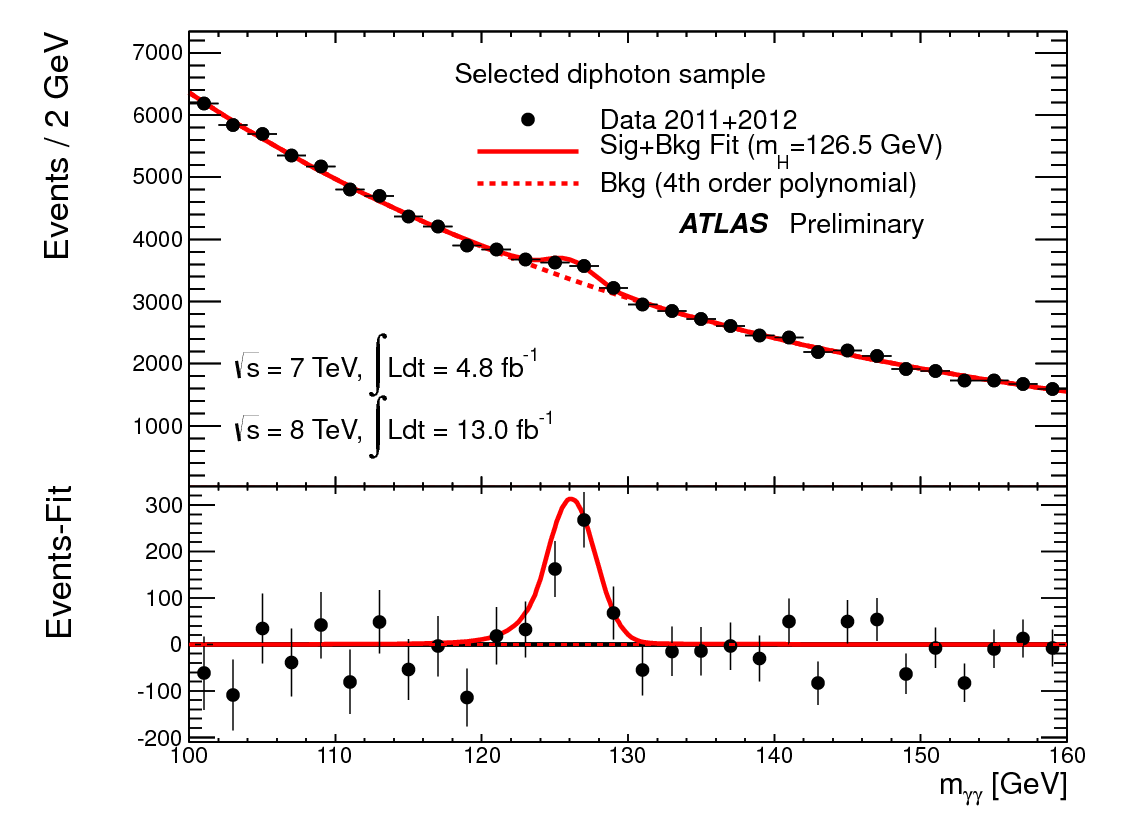 Events / 2 GeV
7000
6000
5000
4000
3000
2000
1000
Selected diphoton sample
Data 2011+2012
Sig+Bkg Fit (mH=126.5 GeV)
Bkg (4th order polynomial)
ATLAS Preliminary
√s = 7 TeV, ∫Ldt = 4.8 fb-1
√s = 8 TeV, ∫Ldt = 13.0 fb-1
Events-Fit
300
200
100
0
-100
-200
100 110 120 130 140 150 160
mγγ [GeV]